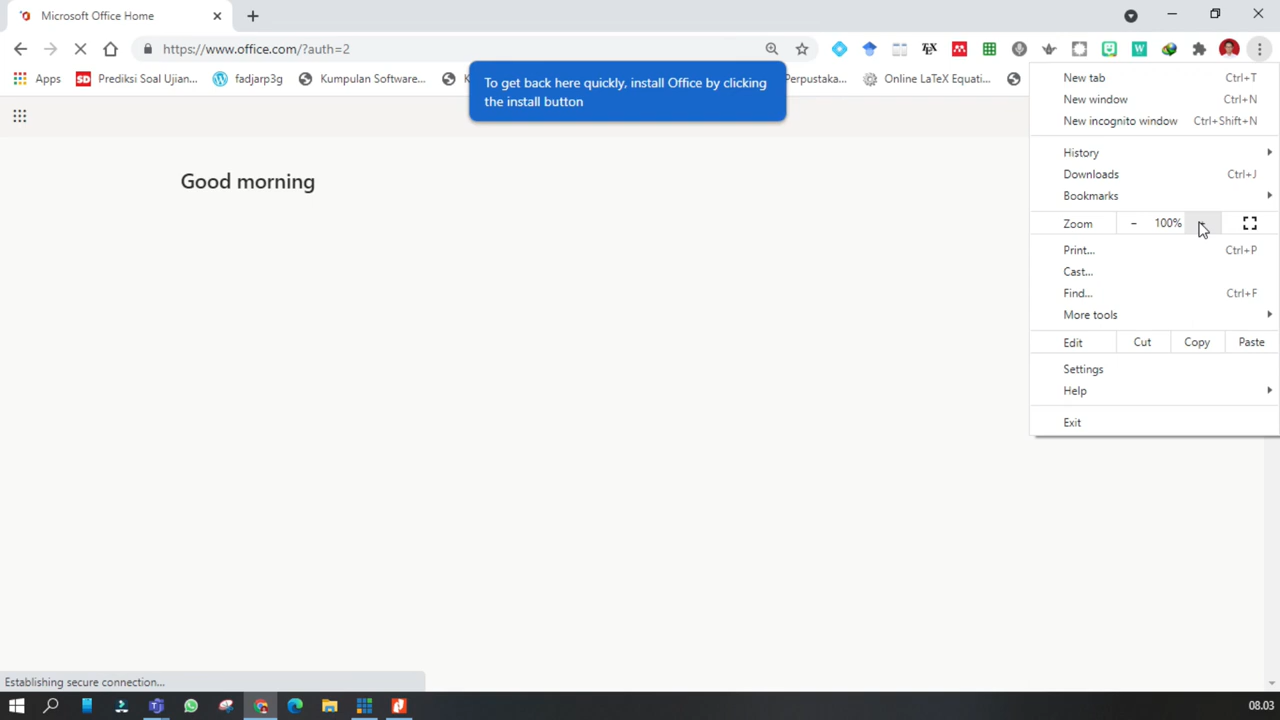 Microsoft Office Home
https://www.office.com/?auth=2
Apps
Prediksi Soal Ujian...
fadjarp3g
Kumpulan Software...
K
Perpustaka...
Online LaTeX Equati...
To get back here quickly, install Office by clicking
the install button
Good morning
New tab Ctrl+T
New window Ctrl+N
New incognito window Ctrl+Shift+N
History
Downloads Ctrl+J
Bookmarks
Zoom - 100%
Print... Ctrl+P
Cast...
Find... Ctrl+F
More tools
Edit Cut Copy Paste
Settings
Help
Exit
Establishing secure connection...
08.03